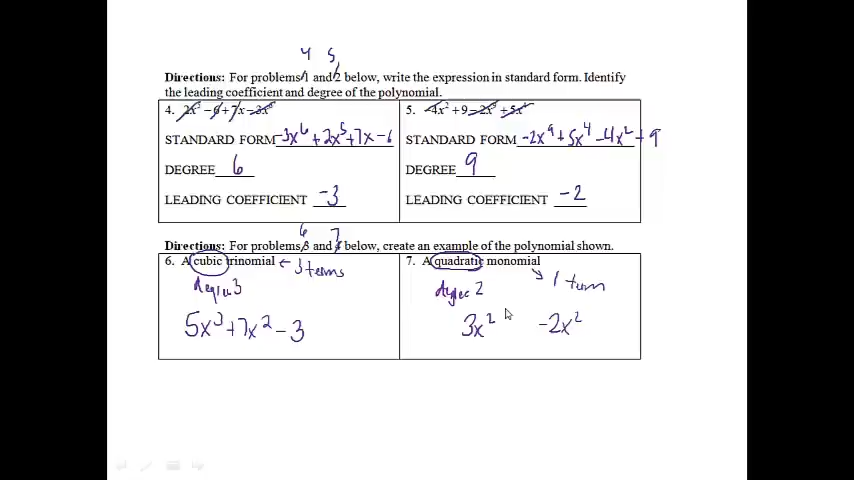 4 5
Directions: For problems 1 and 2 below, write the expression in standard form. Identify
the leading coefficient and degree of the polynomial.
4. 2x⁵ − 6 + 7x − 3x⁶
STANDARD FORM -3x⁶ + 2x⁵ + 7x - 6
DEGREE 6
LEADING COEFFICIENT -3
5. -4x² + 9 − 2x⁹ + 5x⁴
STANDARD FORM -2x⁹ + 5x⁴ - 4x² + 9
DEGREE 9
LEADING COEFFICIENT -2
6 7
Directions: For problems 3 and 4 below, create an example of the polynomial shown.
6. A cubic trinomial ← 3 terms
degree 3
5x³ + 7x² - 3
7. A quadratic monomial
degree 2 ↘ 1 term
3x² -2x²